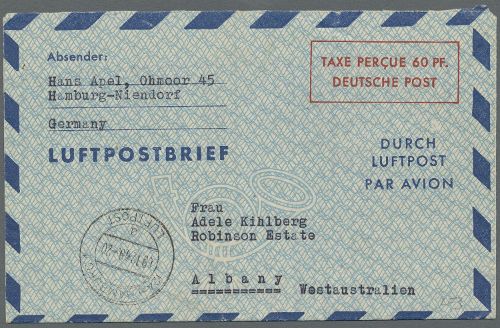 Absender:
Hans Apel, Ohmoor 45
Hamburg-Niendorf
Germany
LUFTPOSTBRIEF
TAXE PERÇUE 60 PF.
DEUTSCHE POST
DURCH
LUFTPOST
PAR AVION
LUFTPOST
Frau
Adele Kihlberg
Robinson Estate
Albany
Westaustralien